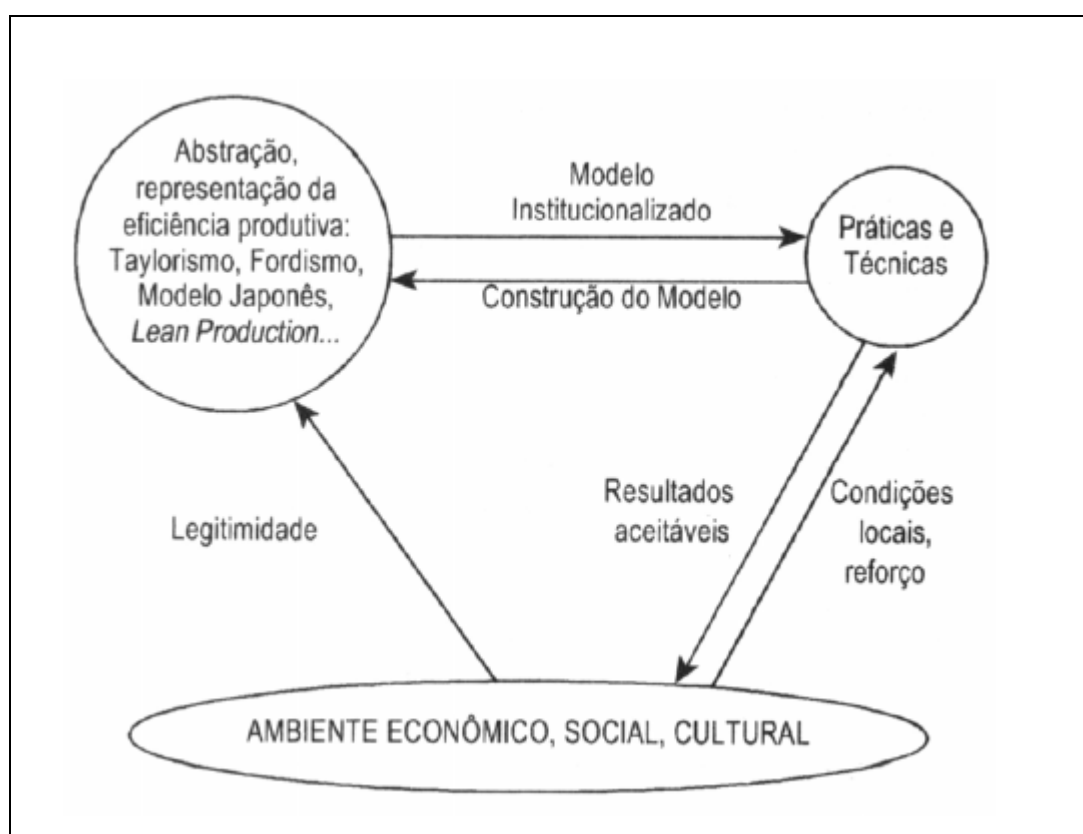 Abstração,
representação da
eficiência produtiva:
Taylorismo, Fordismo,
Modelo Japonês,
Lean Production...
Modelo
Institucionalizado
Construção do Modelo
Práticas e
Técnicas
Legitimidade
Resultados
aceitáveis
Condições
locais,
reforço
AMBIENTE ECONÔMICO, SOCIAL, CULTURAL